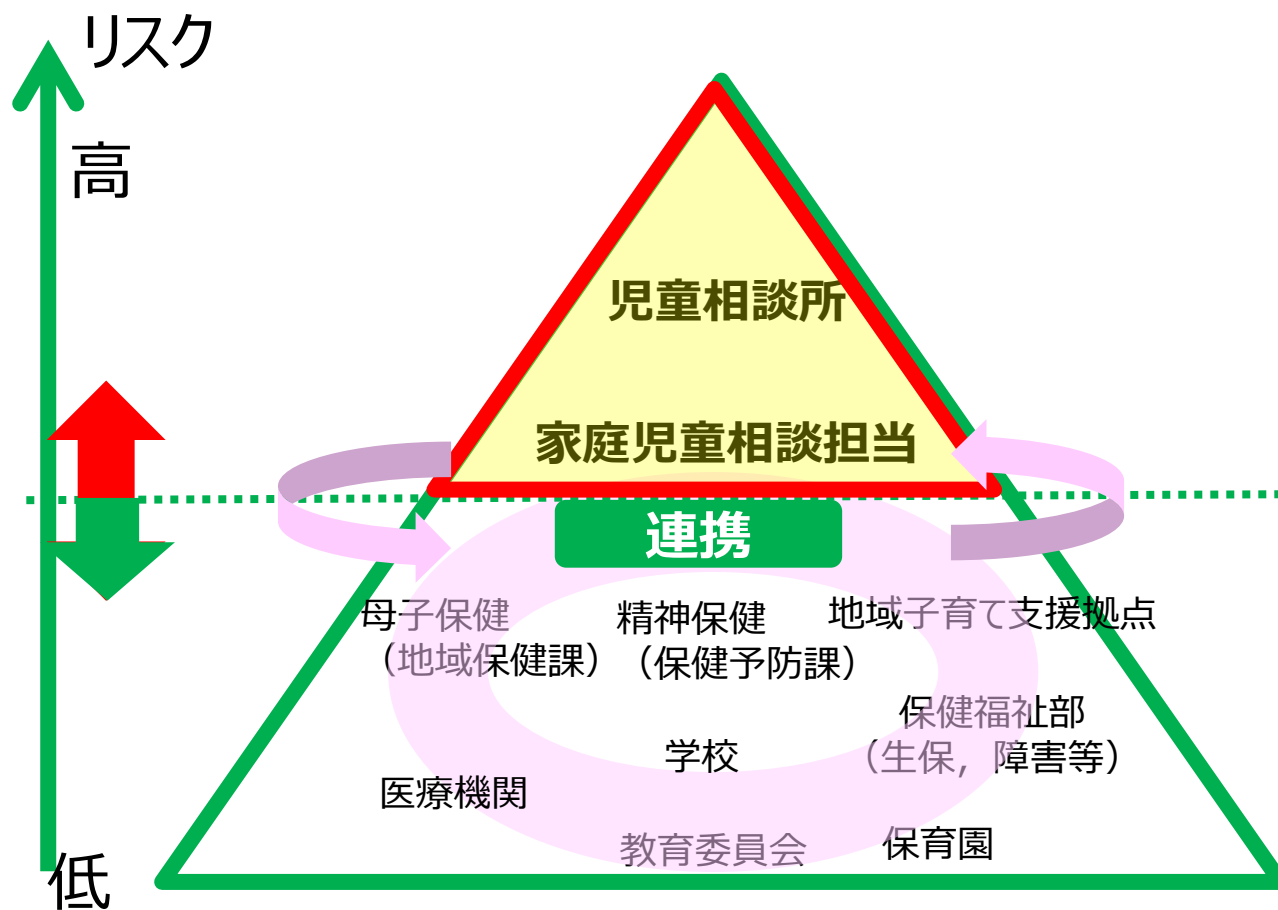 リスク
高
児童相談所
家庭児童相談担当
連携
母子保健
（地域保健課）
精神保健
（保健予防課）
地域子育て支援拠点
保健福祉部
（生保，障害等）
学校
医療機関
教育委員会
保育園
低